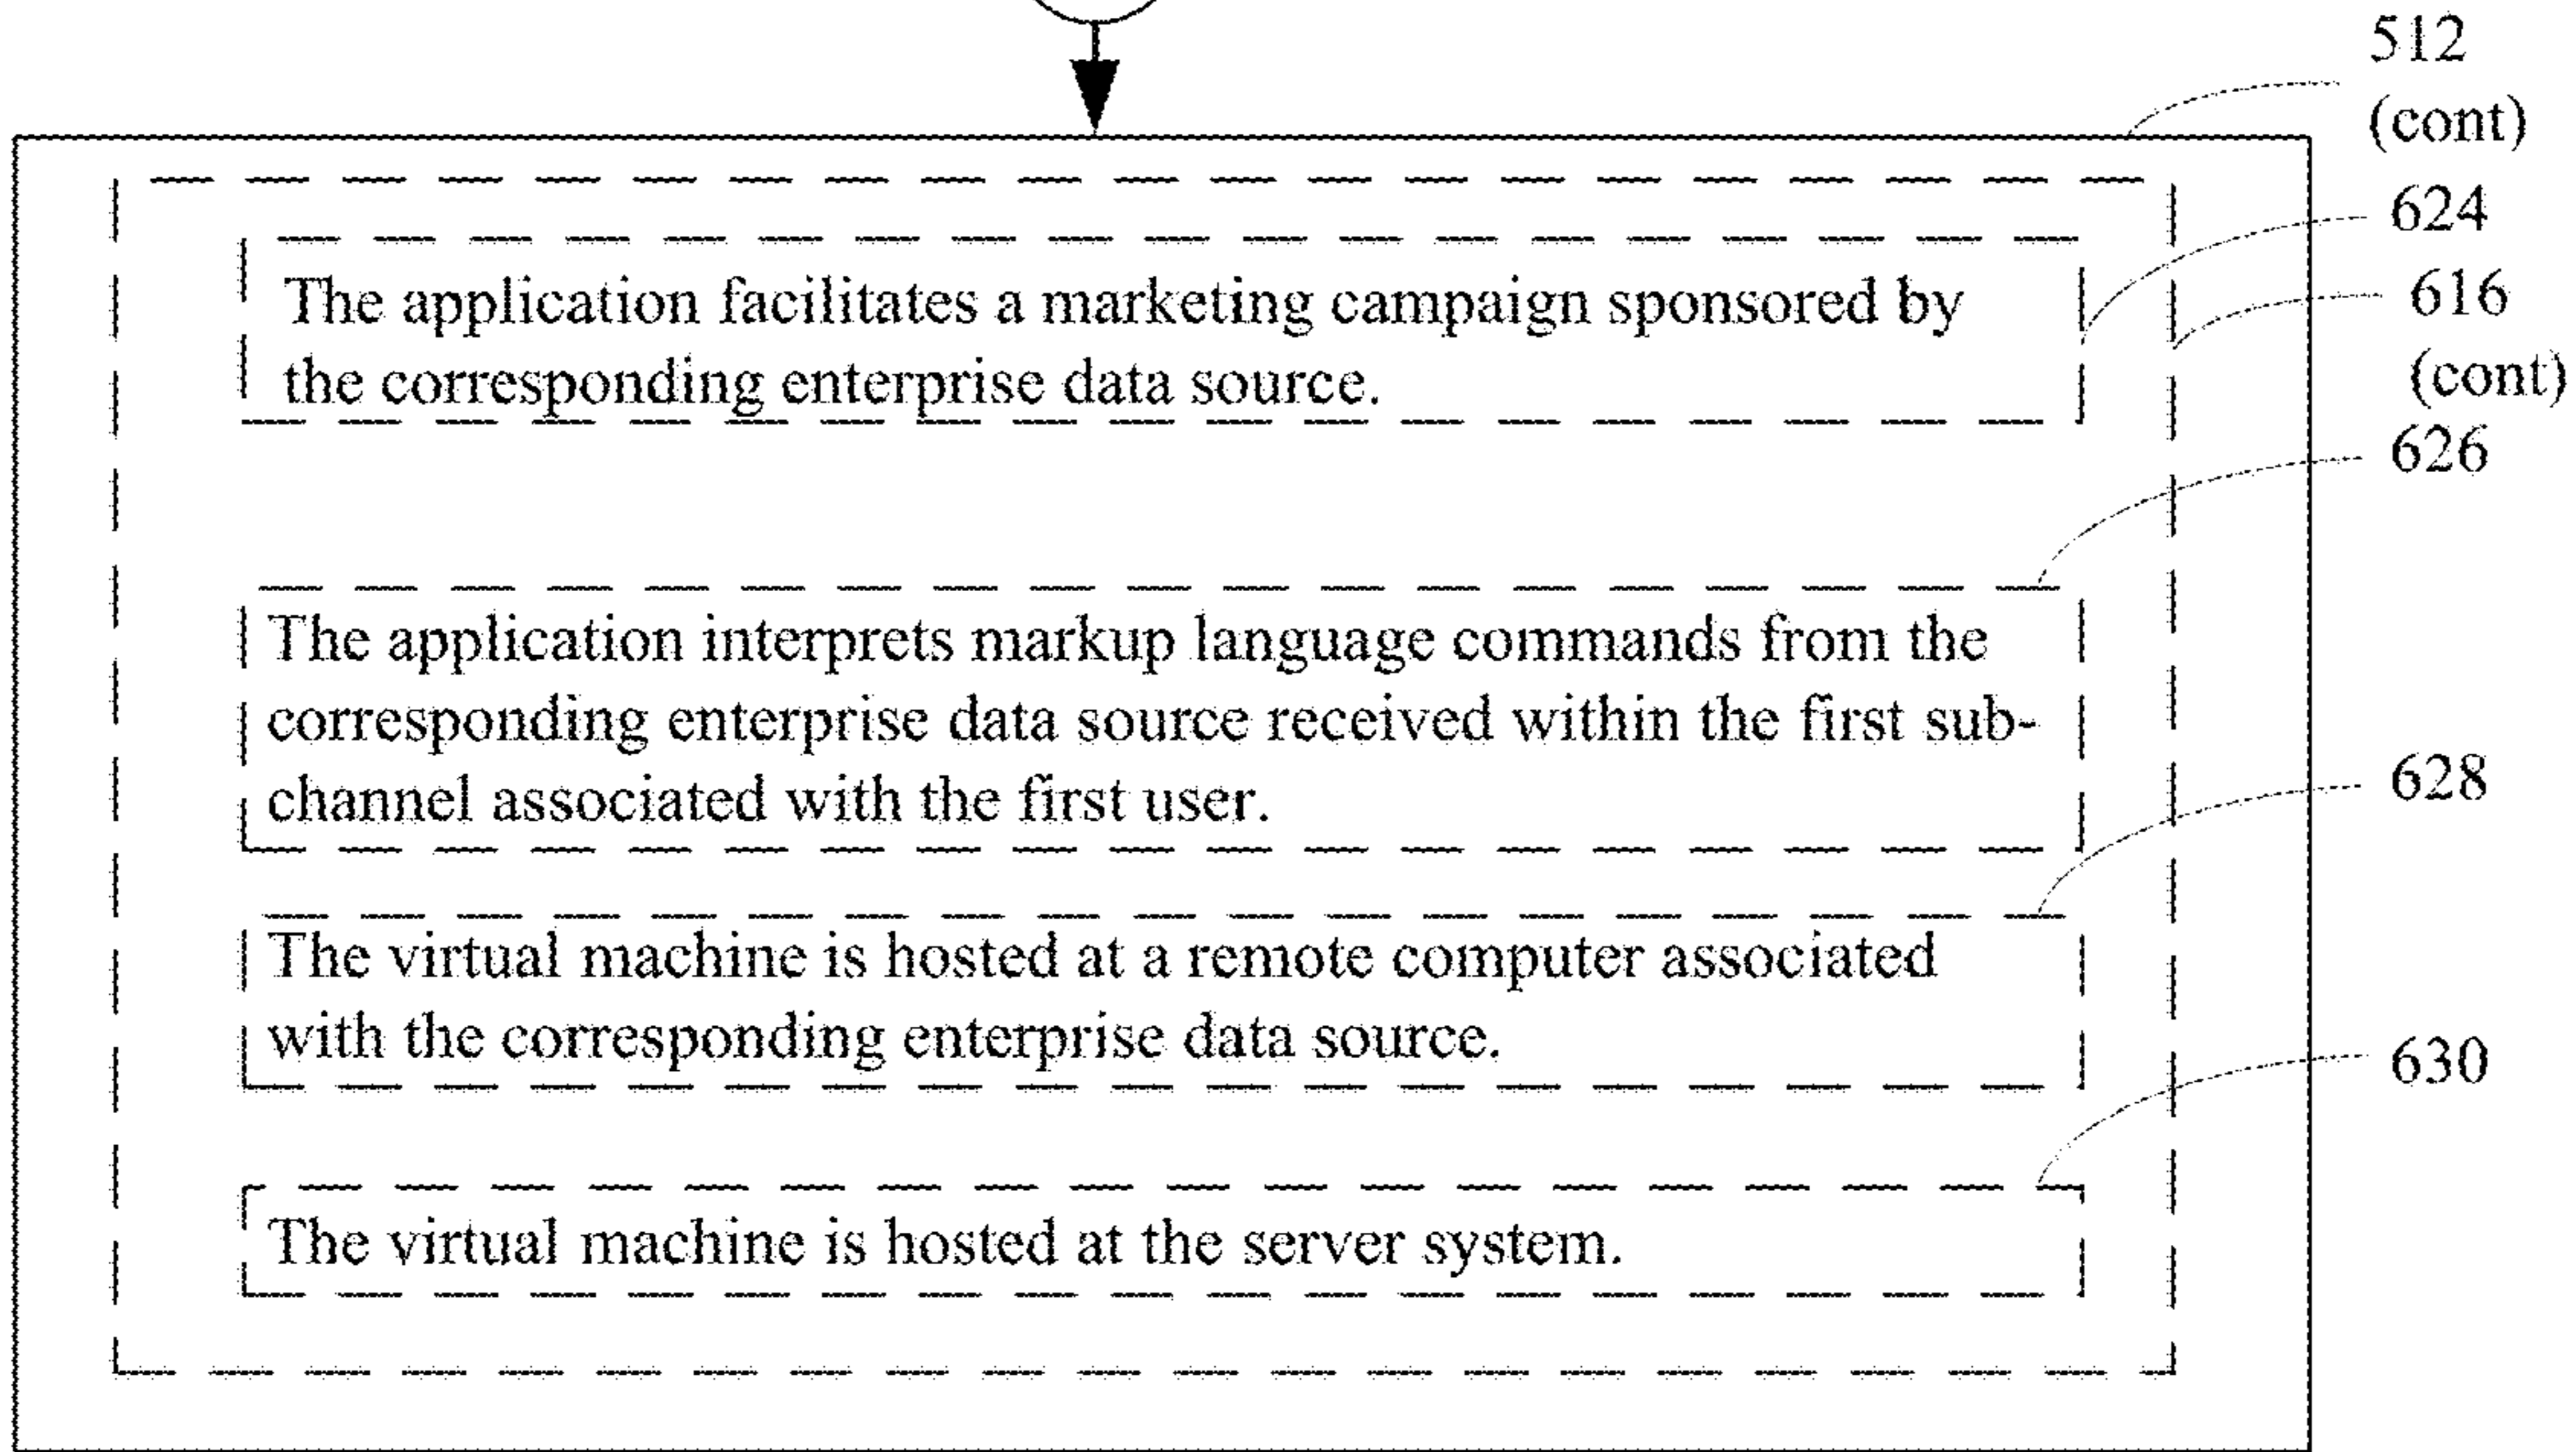 512
(cont)
624
The application facilitates a marketing campaign sponsored by
616
the corresponding enterprise data source.
(cont)
626
The application interprets markup language commands from the
corresponding enterprise data source received within the first sub-
628
channel associated with the first user.
The virtual machine is hosted at a remote computer associated
with the corresponding enterprise data source.
630
The virtual machine is hosted at the server system.